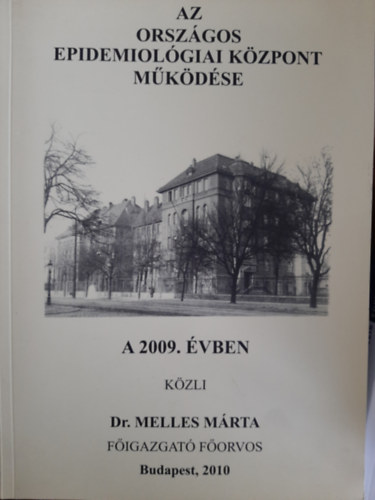 AZ
ORSZÁGOS
EPIDEMIOLÓGIAI KÖZPONT
MŰKÖDÉSE
A 2009. ÉVBEN
KÖZLI
Dr. MELLES MÁRTA
FŐIGAZGATÓ FŐORVOS
Budapest, 2010